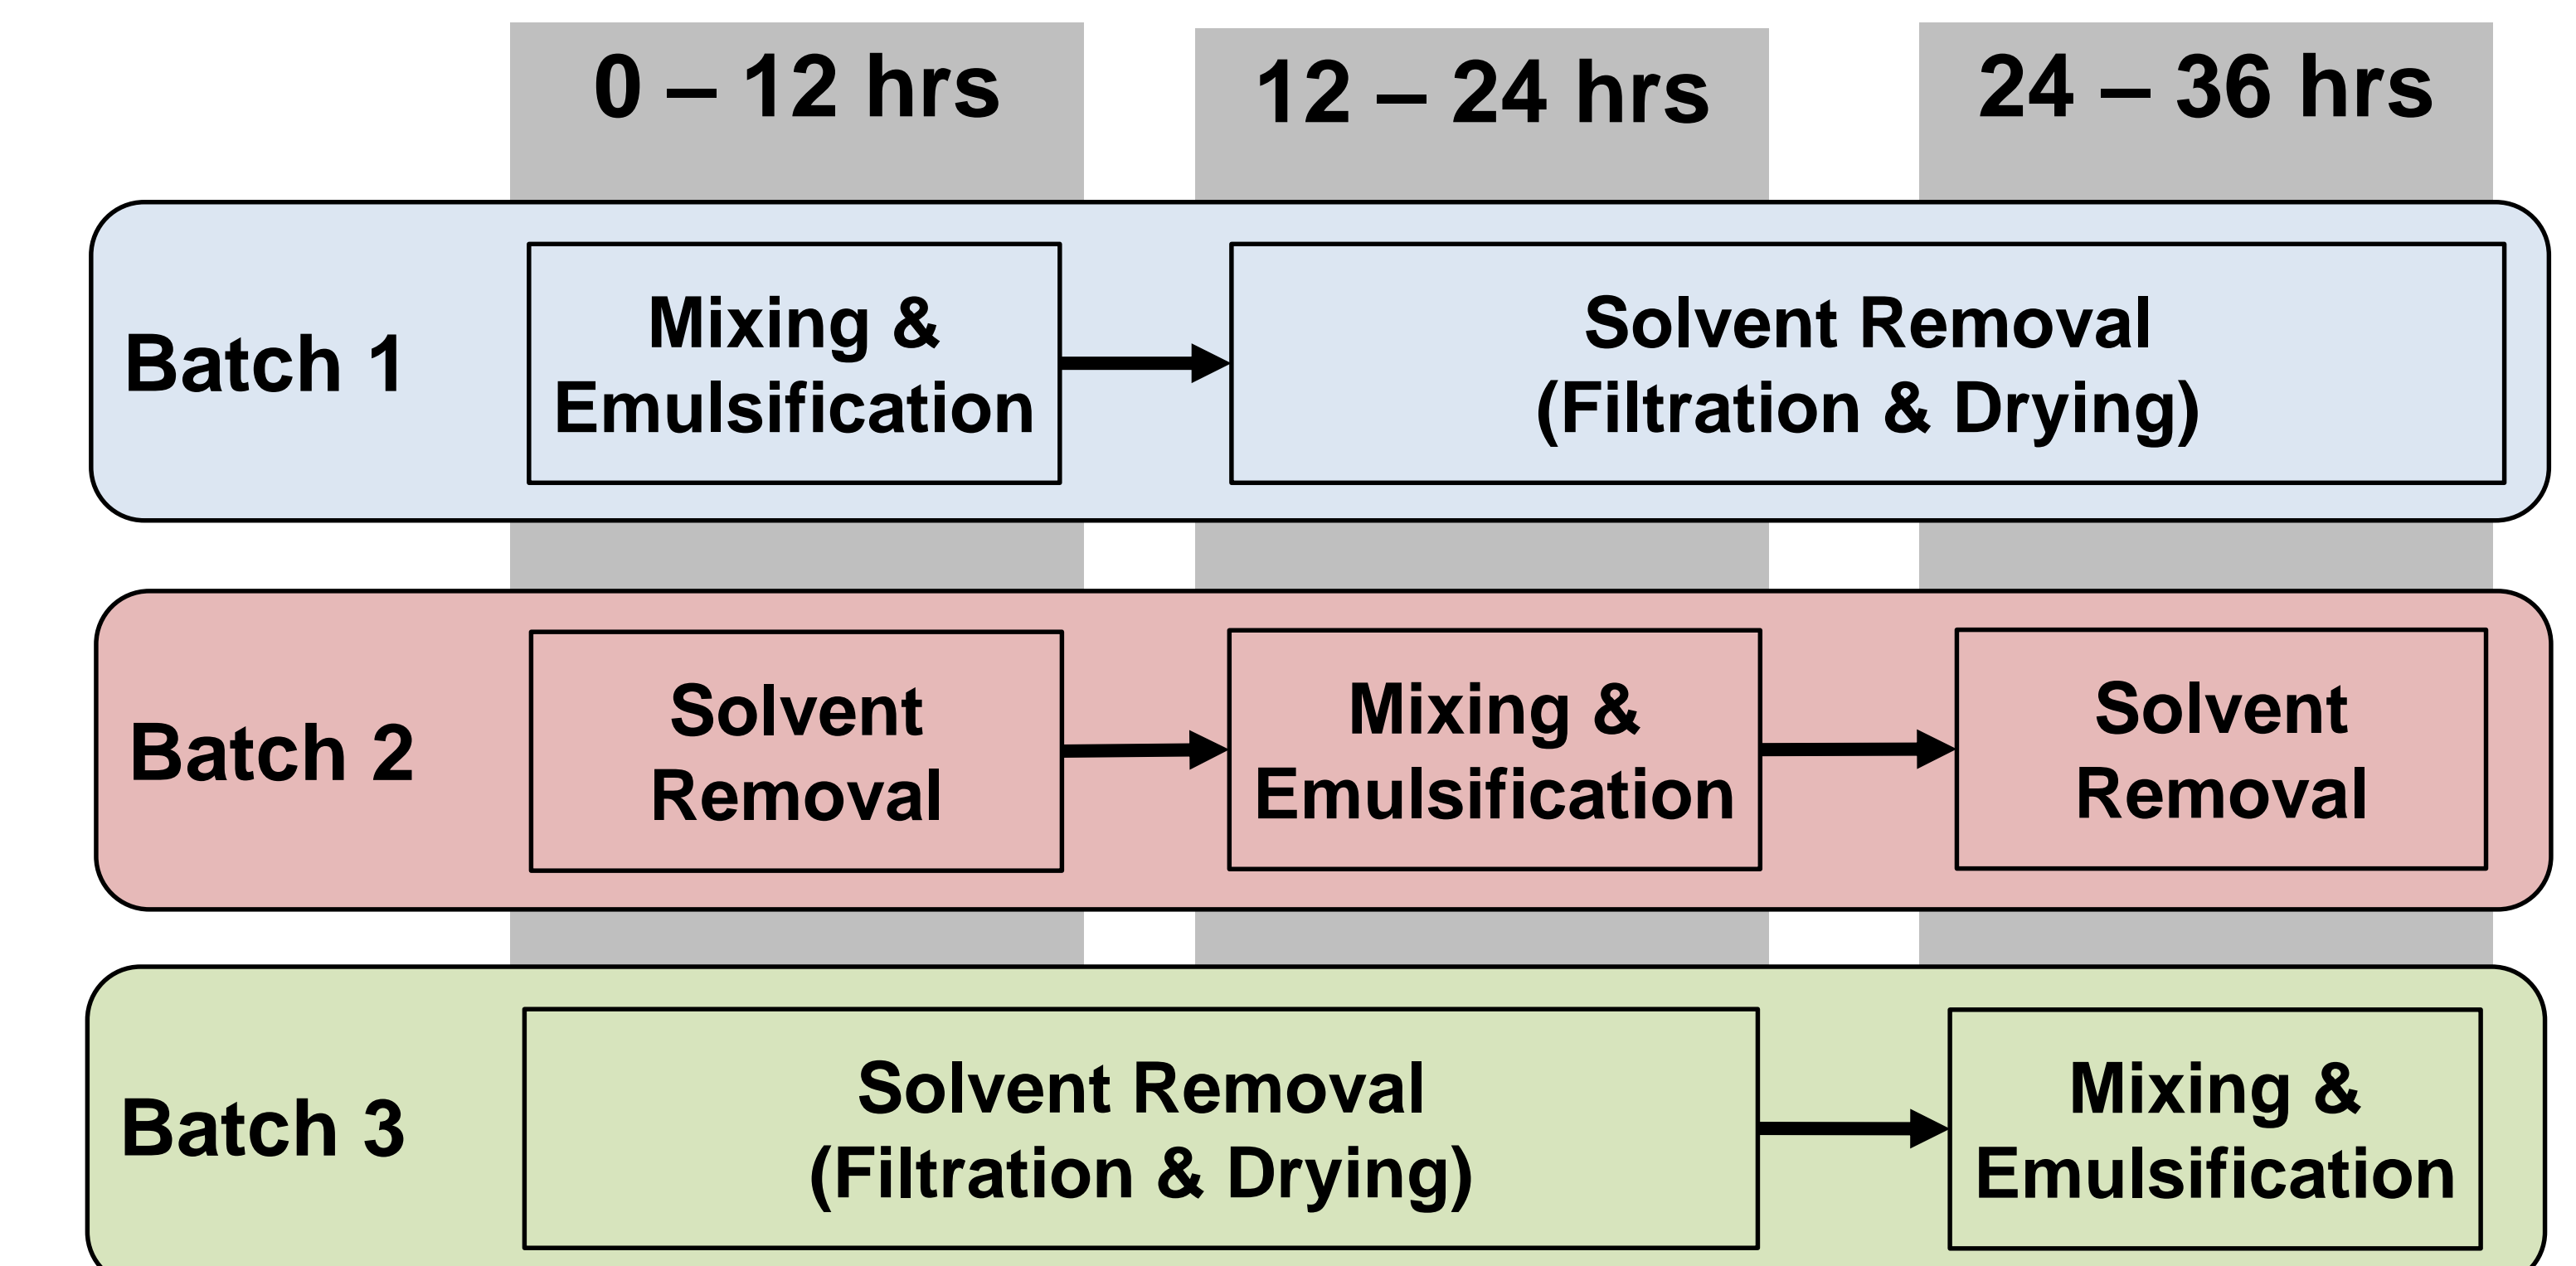 0 – 12 hrs
12 – 24 hrs
24 – 36 hrs
Batch 1
Mixing &
Emulsification
Solvent Removal
(Filtration & Drying)
Batch 2
Solvent
Removal
Mixing &
Emulsification
Solvent
Removal
Batch 3
Solvent Removal
(Filtration & Drying)
Mixing &
Emulsification